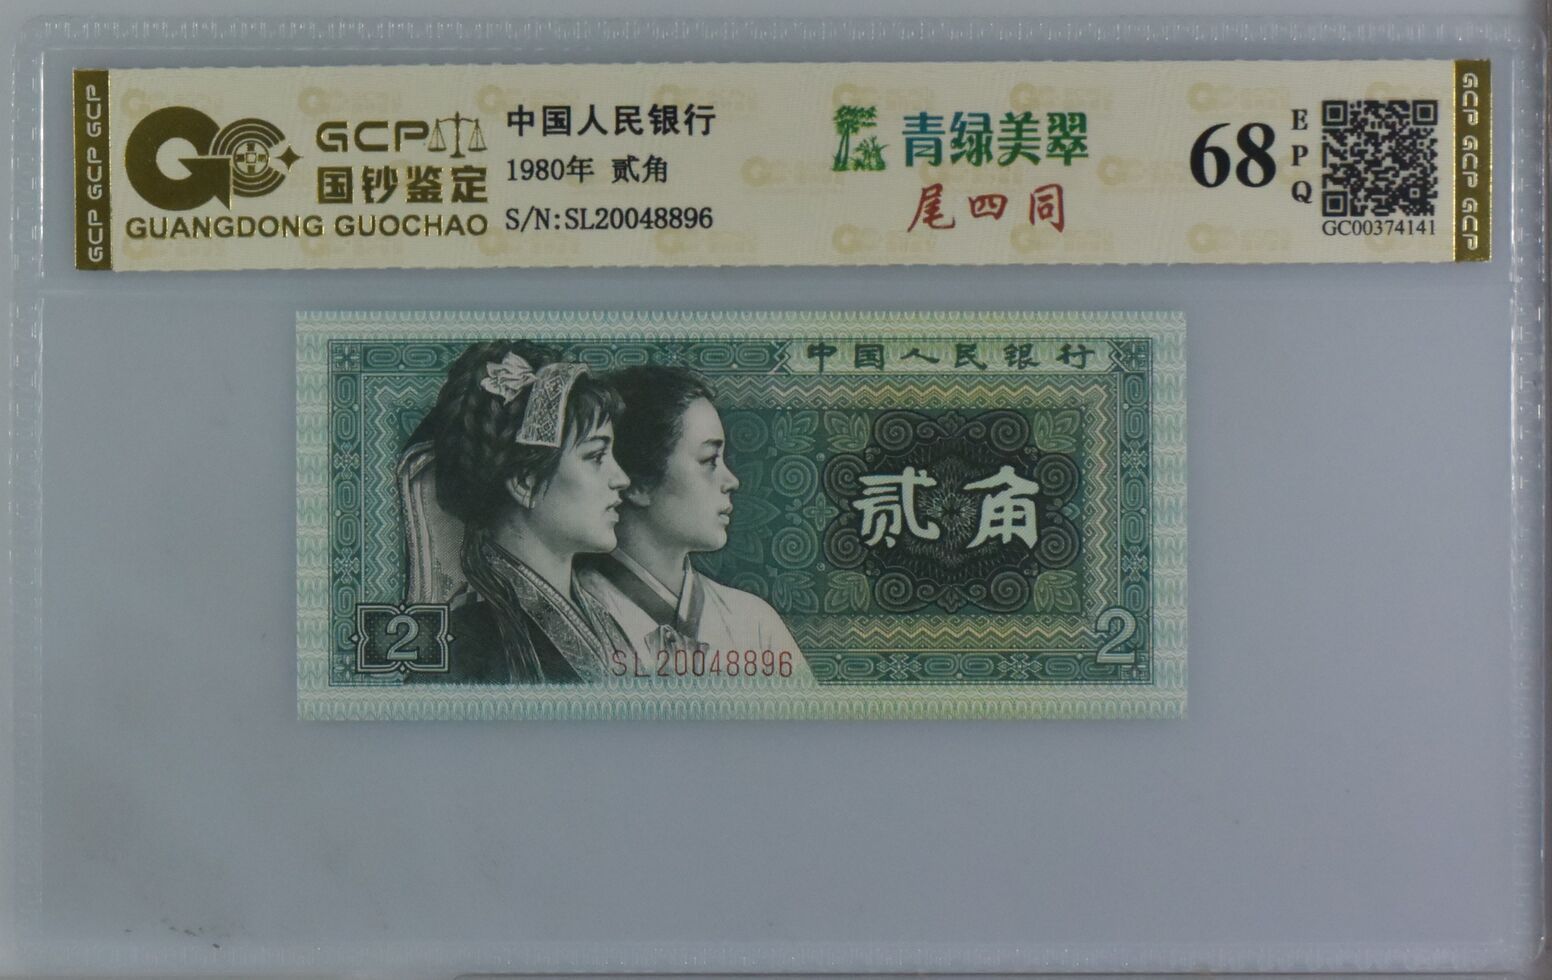 GCP GCP GCP
GCP
国钞鉴定
GUANGDONG GUOCHAO
中国人民银行
1980年 贰角
S/N:SL20048896
青绿美翠
尾四同
68
EPQ
GC00374141
GCP GCP GCP
中国人民银行
贰角
2
SL20048896
2